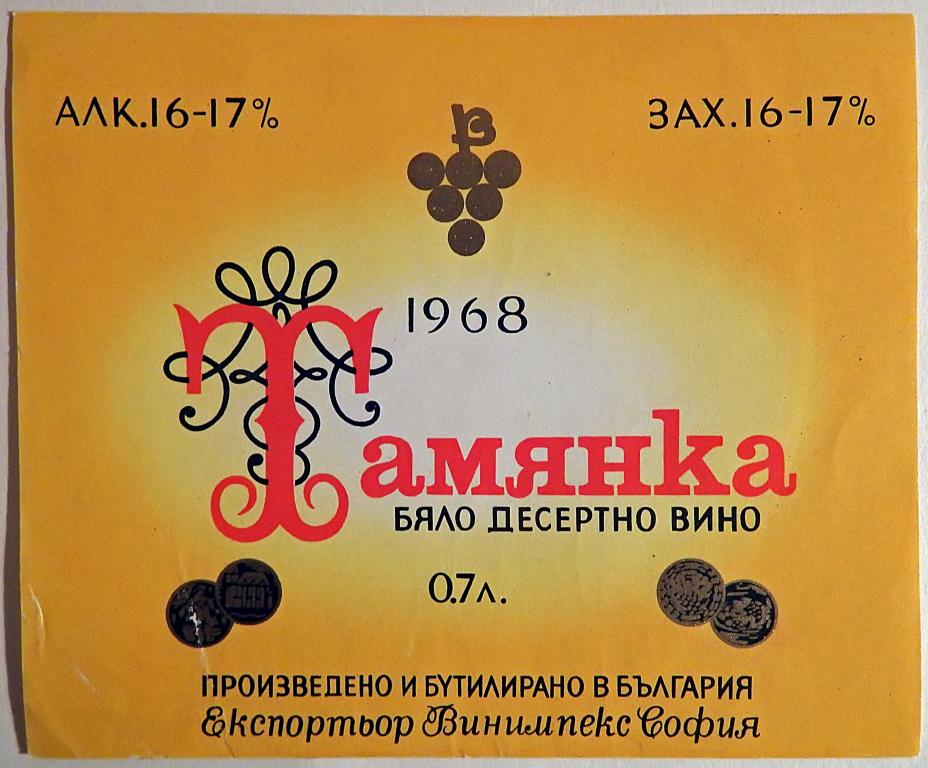 АЛК.16-17%
ЗАХ.16-17%
1968
Тамянка
БЯЛО ДЕСЕРТНО ВИНО
0.7л.
ПРОИЗВЕДЕНО И БУТИЛИРАНО В БЪЛГАРИЯ
Експортьор Винимпекс София